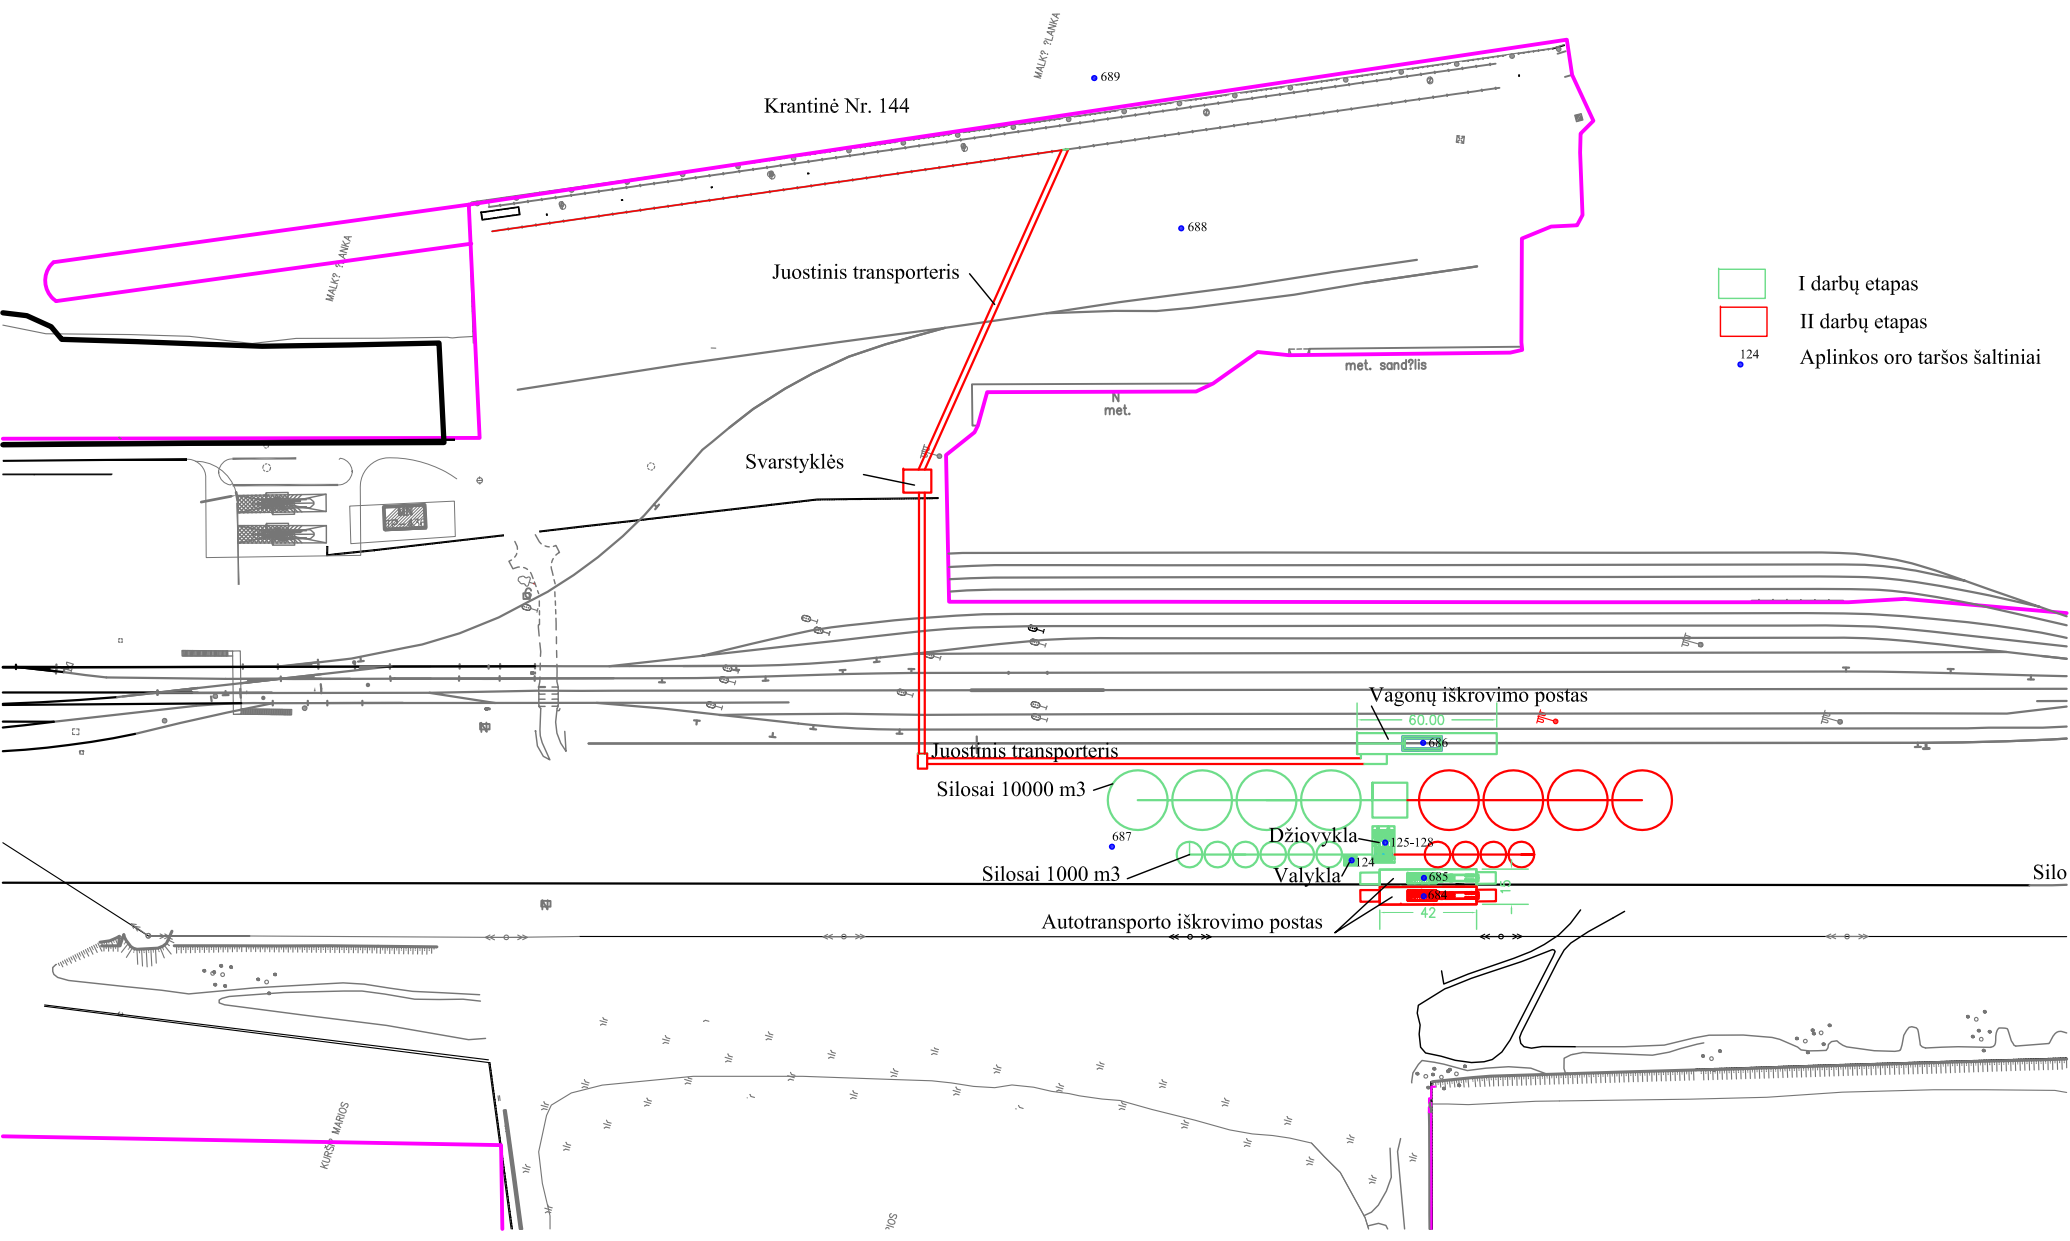 MALK? ?LANKA
689
Krantinė Nr. 144
688
MALK? ?LANKA
Juostinis transporteris
I darbų etapas
II darbų etapas
124
Aplinkos oro taršos šaltiniai
met. sand?lis
N
met.
Svarstyklės
Vagonų iškrovimo postas
60.00
686
Juostinis transporteris
Silosai 10000 m3
687
Džiovykla
125-128
124
Silosai 1000 m3
Valykla
685
15
Silo
684
42
Autotransporto iškrovimo postas
KURŠI? MARIOS